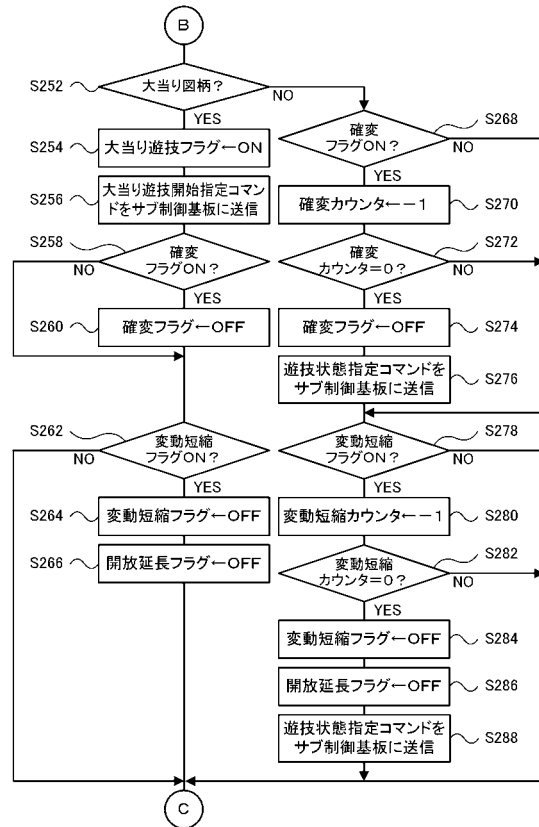 B
S252
大当り図柄？
NO
YES
S254
大当り遊技フラグ←ON
S256
大当り遊技開始指定コマン
ドをサブ制御基板に送信
S258
確変
フラグON？
NO
YES
S260
確変フラグ←OFF
S262
変動短縮
フラグON？
NO
YES
S264
変動短縮フラグ←OFF
S266
開放延長フラグ←OFF
S268
確変
フラグON？
NO
YES
確変カウンタ←－1
S270
S272
確変
カウンタ＝0？
NO
YES
確変フラグ←OFF
S274
遊技状態指定コマンドを
サブ制御基板に送信
S276
S278
変動短縮
フラグON？
NO
YES
変動短縮カウンタ←－1
S280
S282
変動短縮
カウンタ＝0？
NO
YES
変動短縮フラグ←OFF
S284
開放延長フラグ←OFF
S286
遊技状態指定コマンドを
サブ制御基板に送信
S288
C